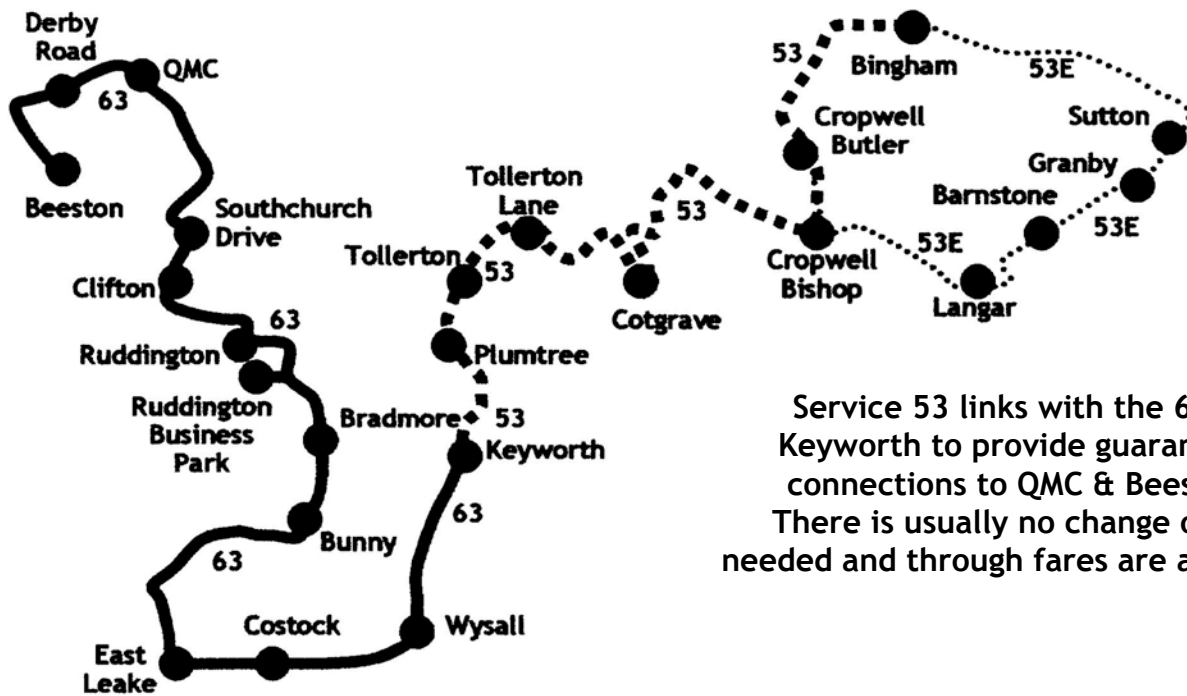 Derby
Road
QMC
63
Beeston
Southchurch
Drive
Clifton
63
Ruddington
Ruddington
Business
Park
Bradmore
Bunny
63
East
Leake
Costock
Wysall
63
Keyworth
53
Plumtree
Tollerton
53
Tollerton
Lane
53
Cotgrave
Cropwell
Bishop
Cropwell
Butler
53
Bingham
53E
Sutton
Granby
53E
Barnstone
Langar
53E
Service 53 links with the 6
Keyworth to provide guaran
connections to QMC & Bees
There is usually no change
needed and through fares are a